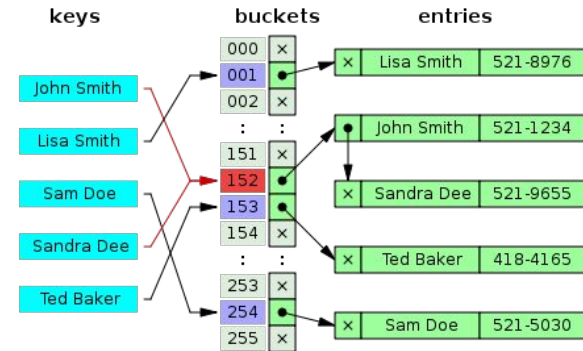 keys buckets entries
John Smith
Lisa Smith
Sam Doe
Sandra Dee
Ted Baker
000 ×
001
002 ×
: :
151 ×
152
153
154 ×
: :
253 ×
254
255 ×
× Lisa Smith 521-8976
John Smith 521-1234
× Sandra Dee 521-9655
× Ted Baker 418-4165
× Sam Doe 521-5030